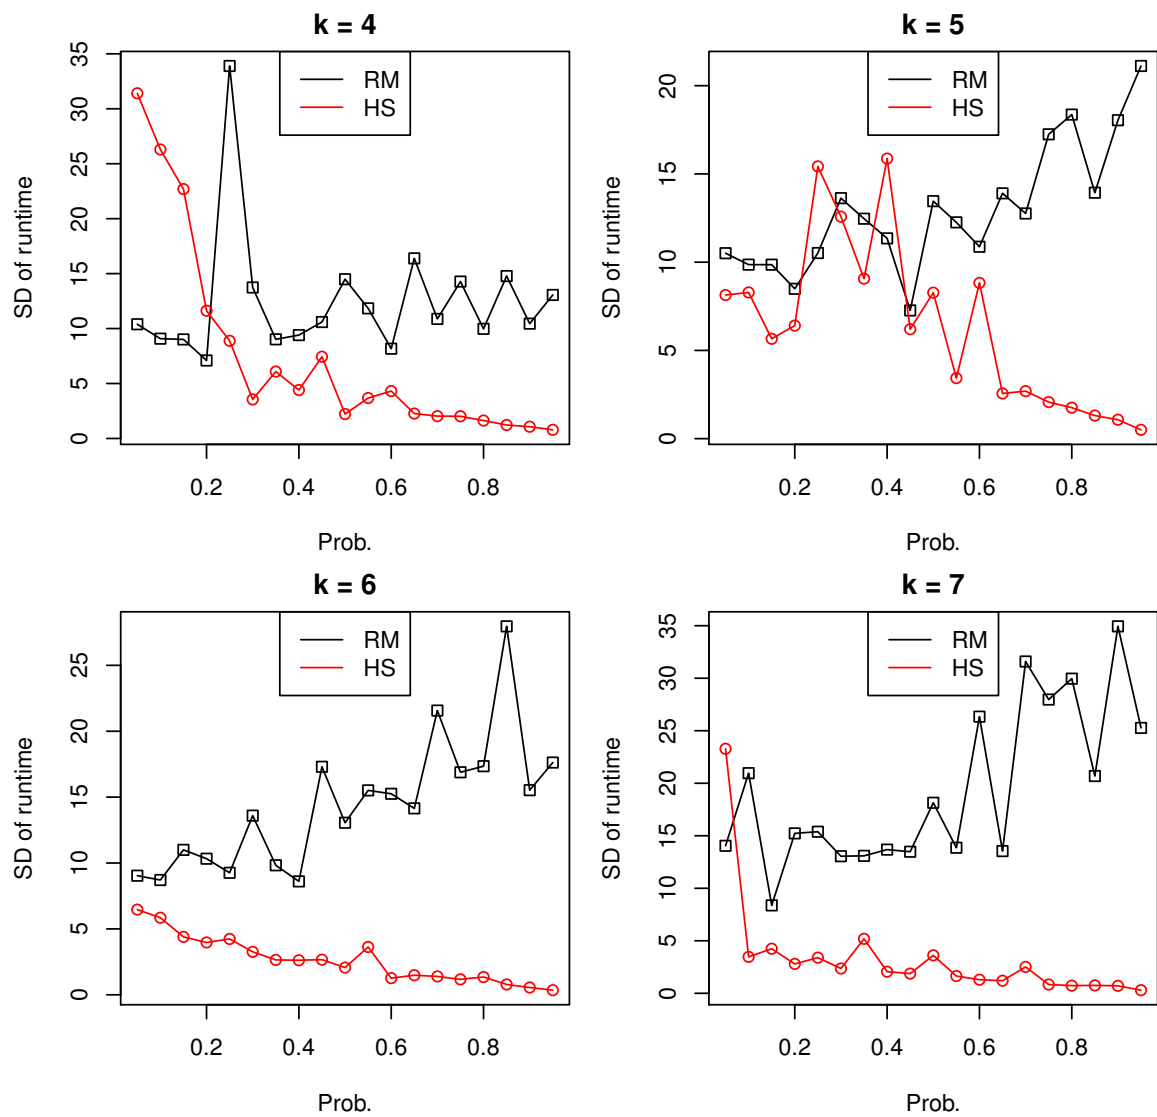 k = 4
RM
HS
SD of runtime
0 5 10 15 20 25 30 35
0.2 0.4 0.6 0.8
Prob.
k = 5
RM
HS
SD of runtime
0 5 10 15 20
0.2 0.4 0.6 0.8
Prob.
k = 6
RM
HS
SD of runtime
0 5 10 15 20 25
0.2 0.4 0.6 0.8
Prob.
k = 7
RM
HS
SD of runtime
0 5 10 15 20 25 30 35
0.2 0.4 0.6 0.8
Prob.